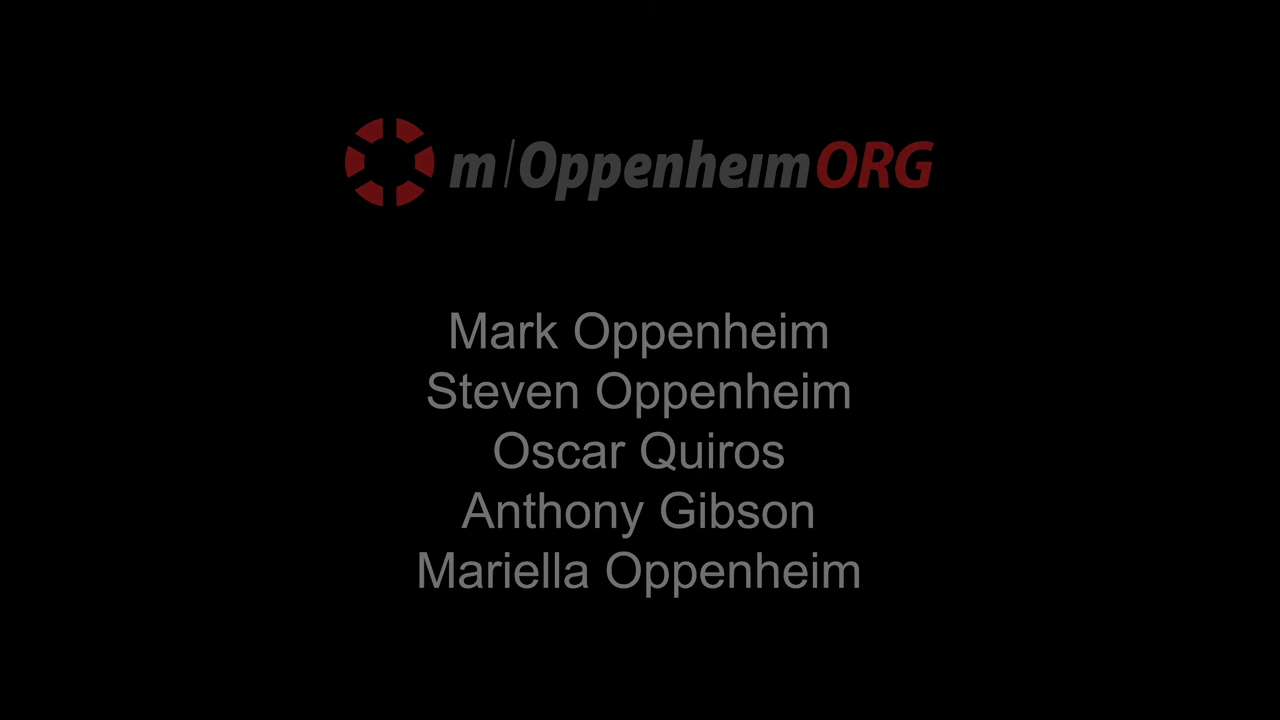 m/OppenheimORG
Mark Oppenheim
Steven Oppenheim
Oscar Quiros
Anthony Gibson
Mariella Oppenheim